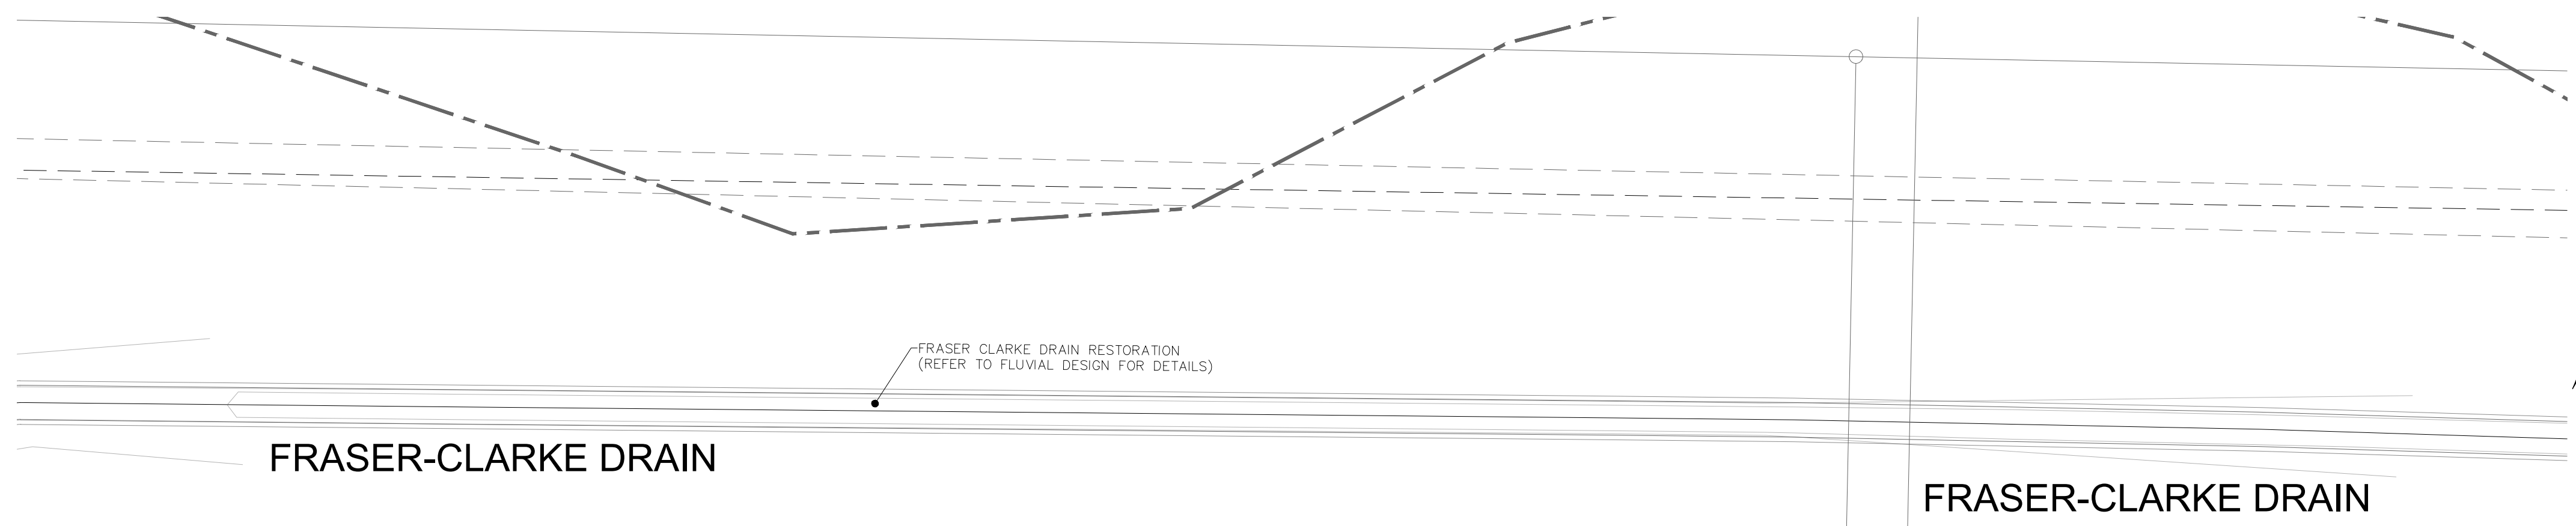 FRASER CLARKE DRAIN RESTORATION
(REFER TO FLUVIAL DESIGN FOR DETAILS)
FRASER-CLARKE DRAIN
FRASER-CLARKE DRAIN